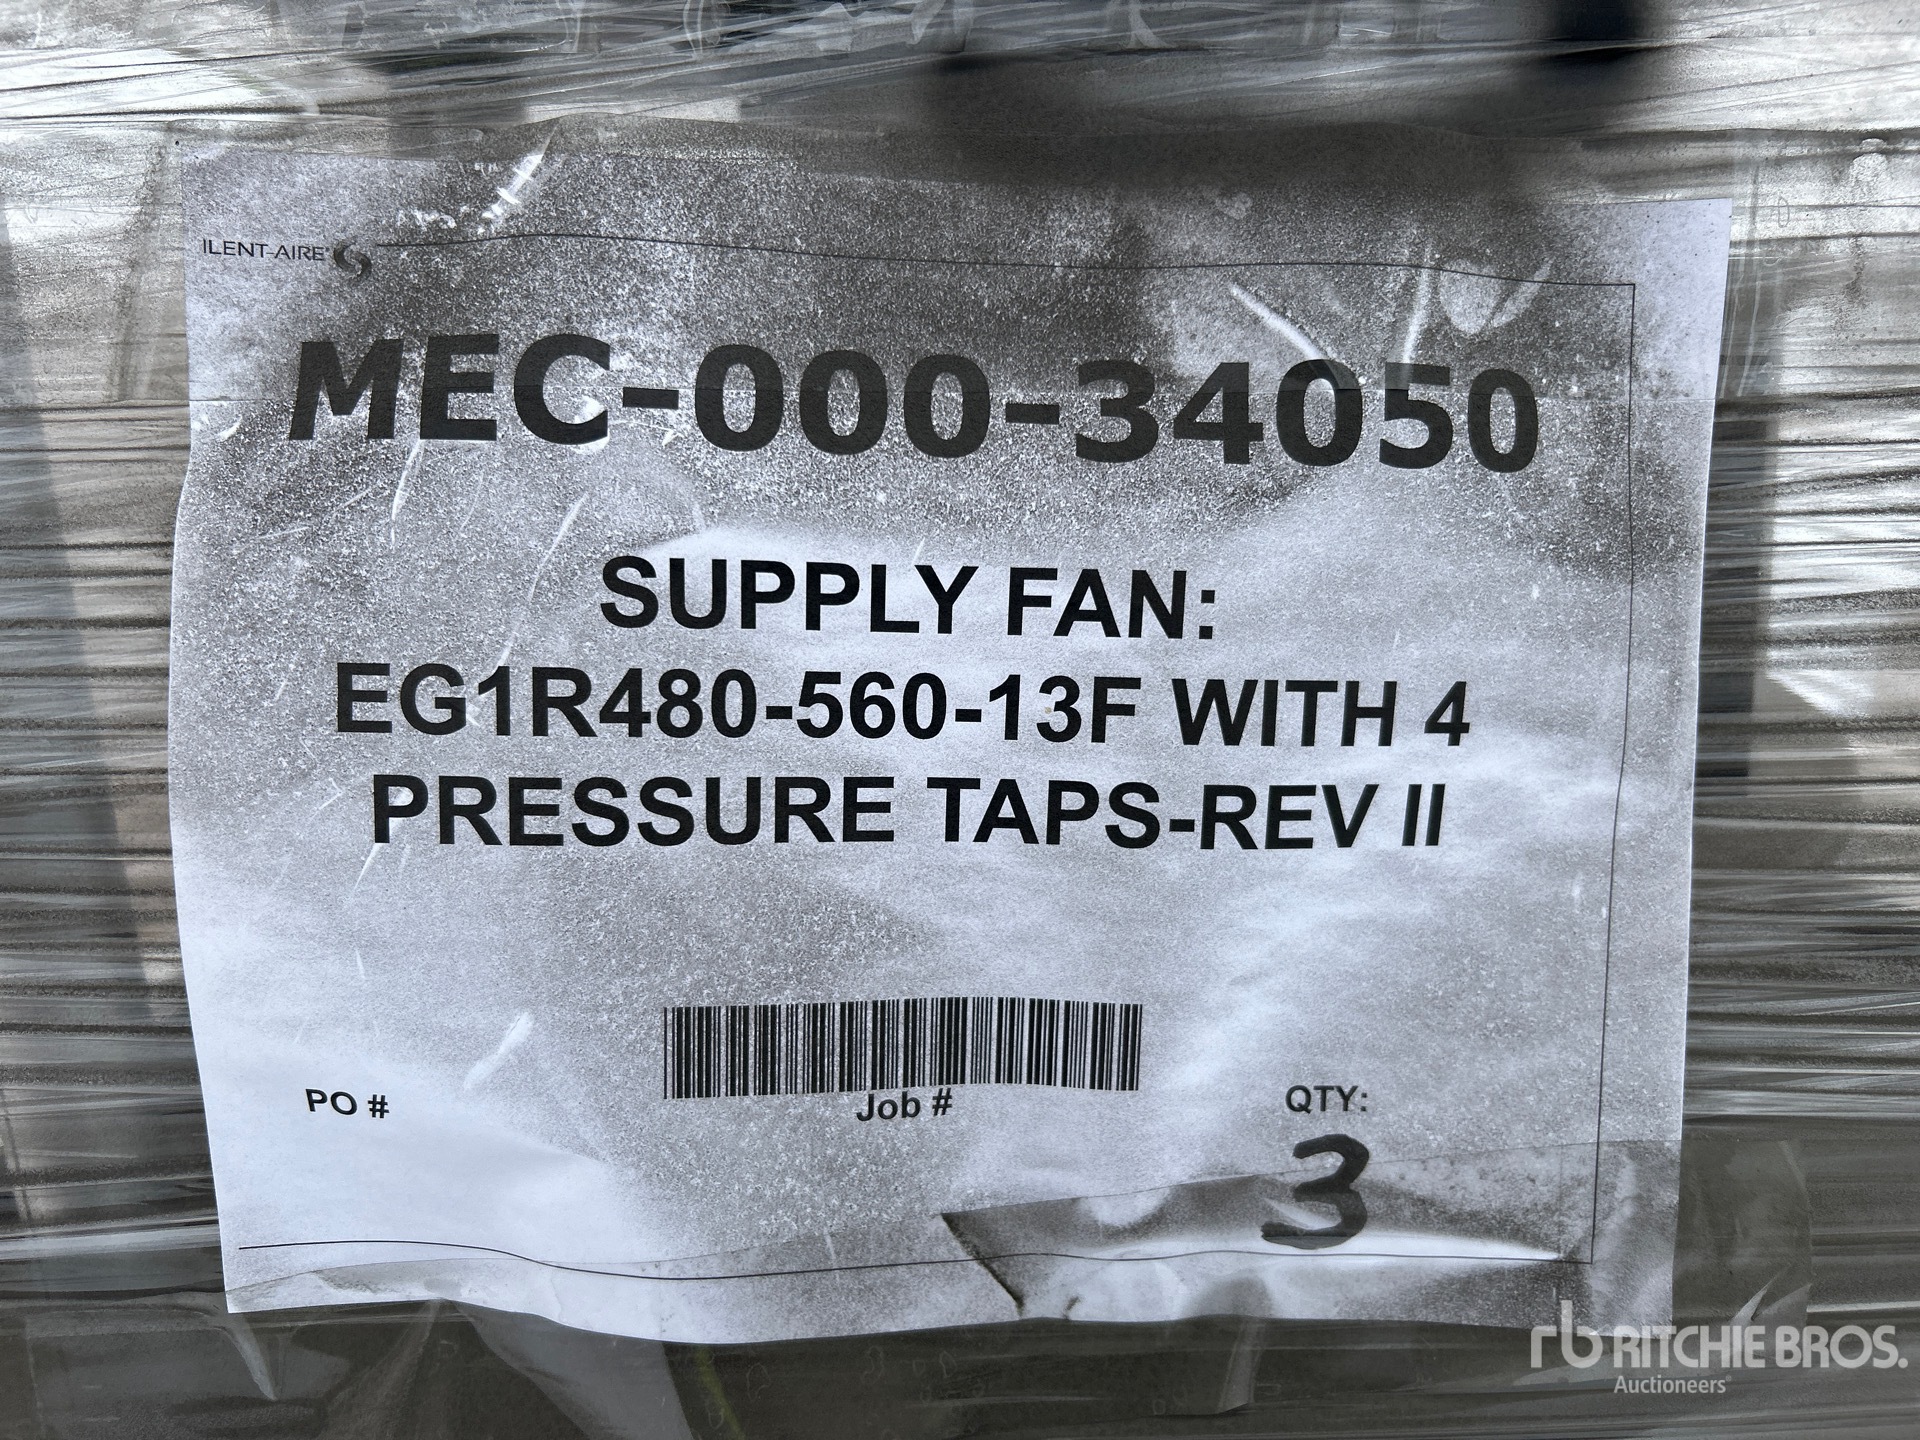 ILENT-AIRE
MEC-000-34050
SUPPLY FAN:
EG1R480-560-13F WITH 4
PRESSURE TAPS-REV II
PO #
Job #
QTY:
3
rb RITCHIE BROS.
Auctioneers